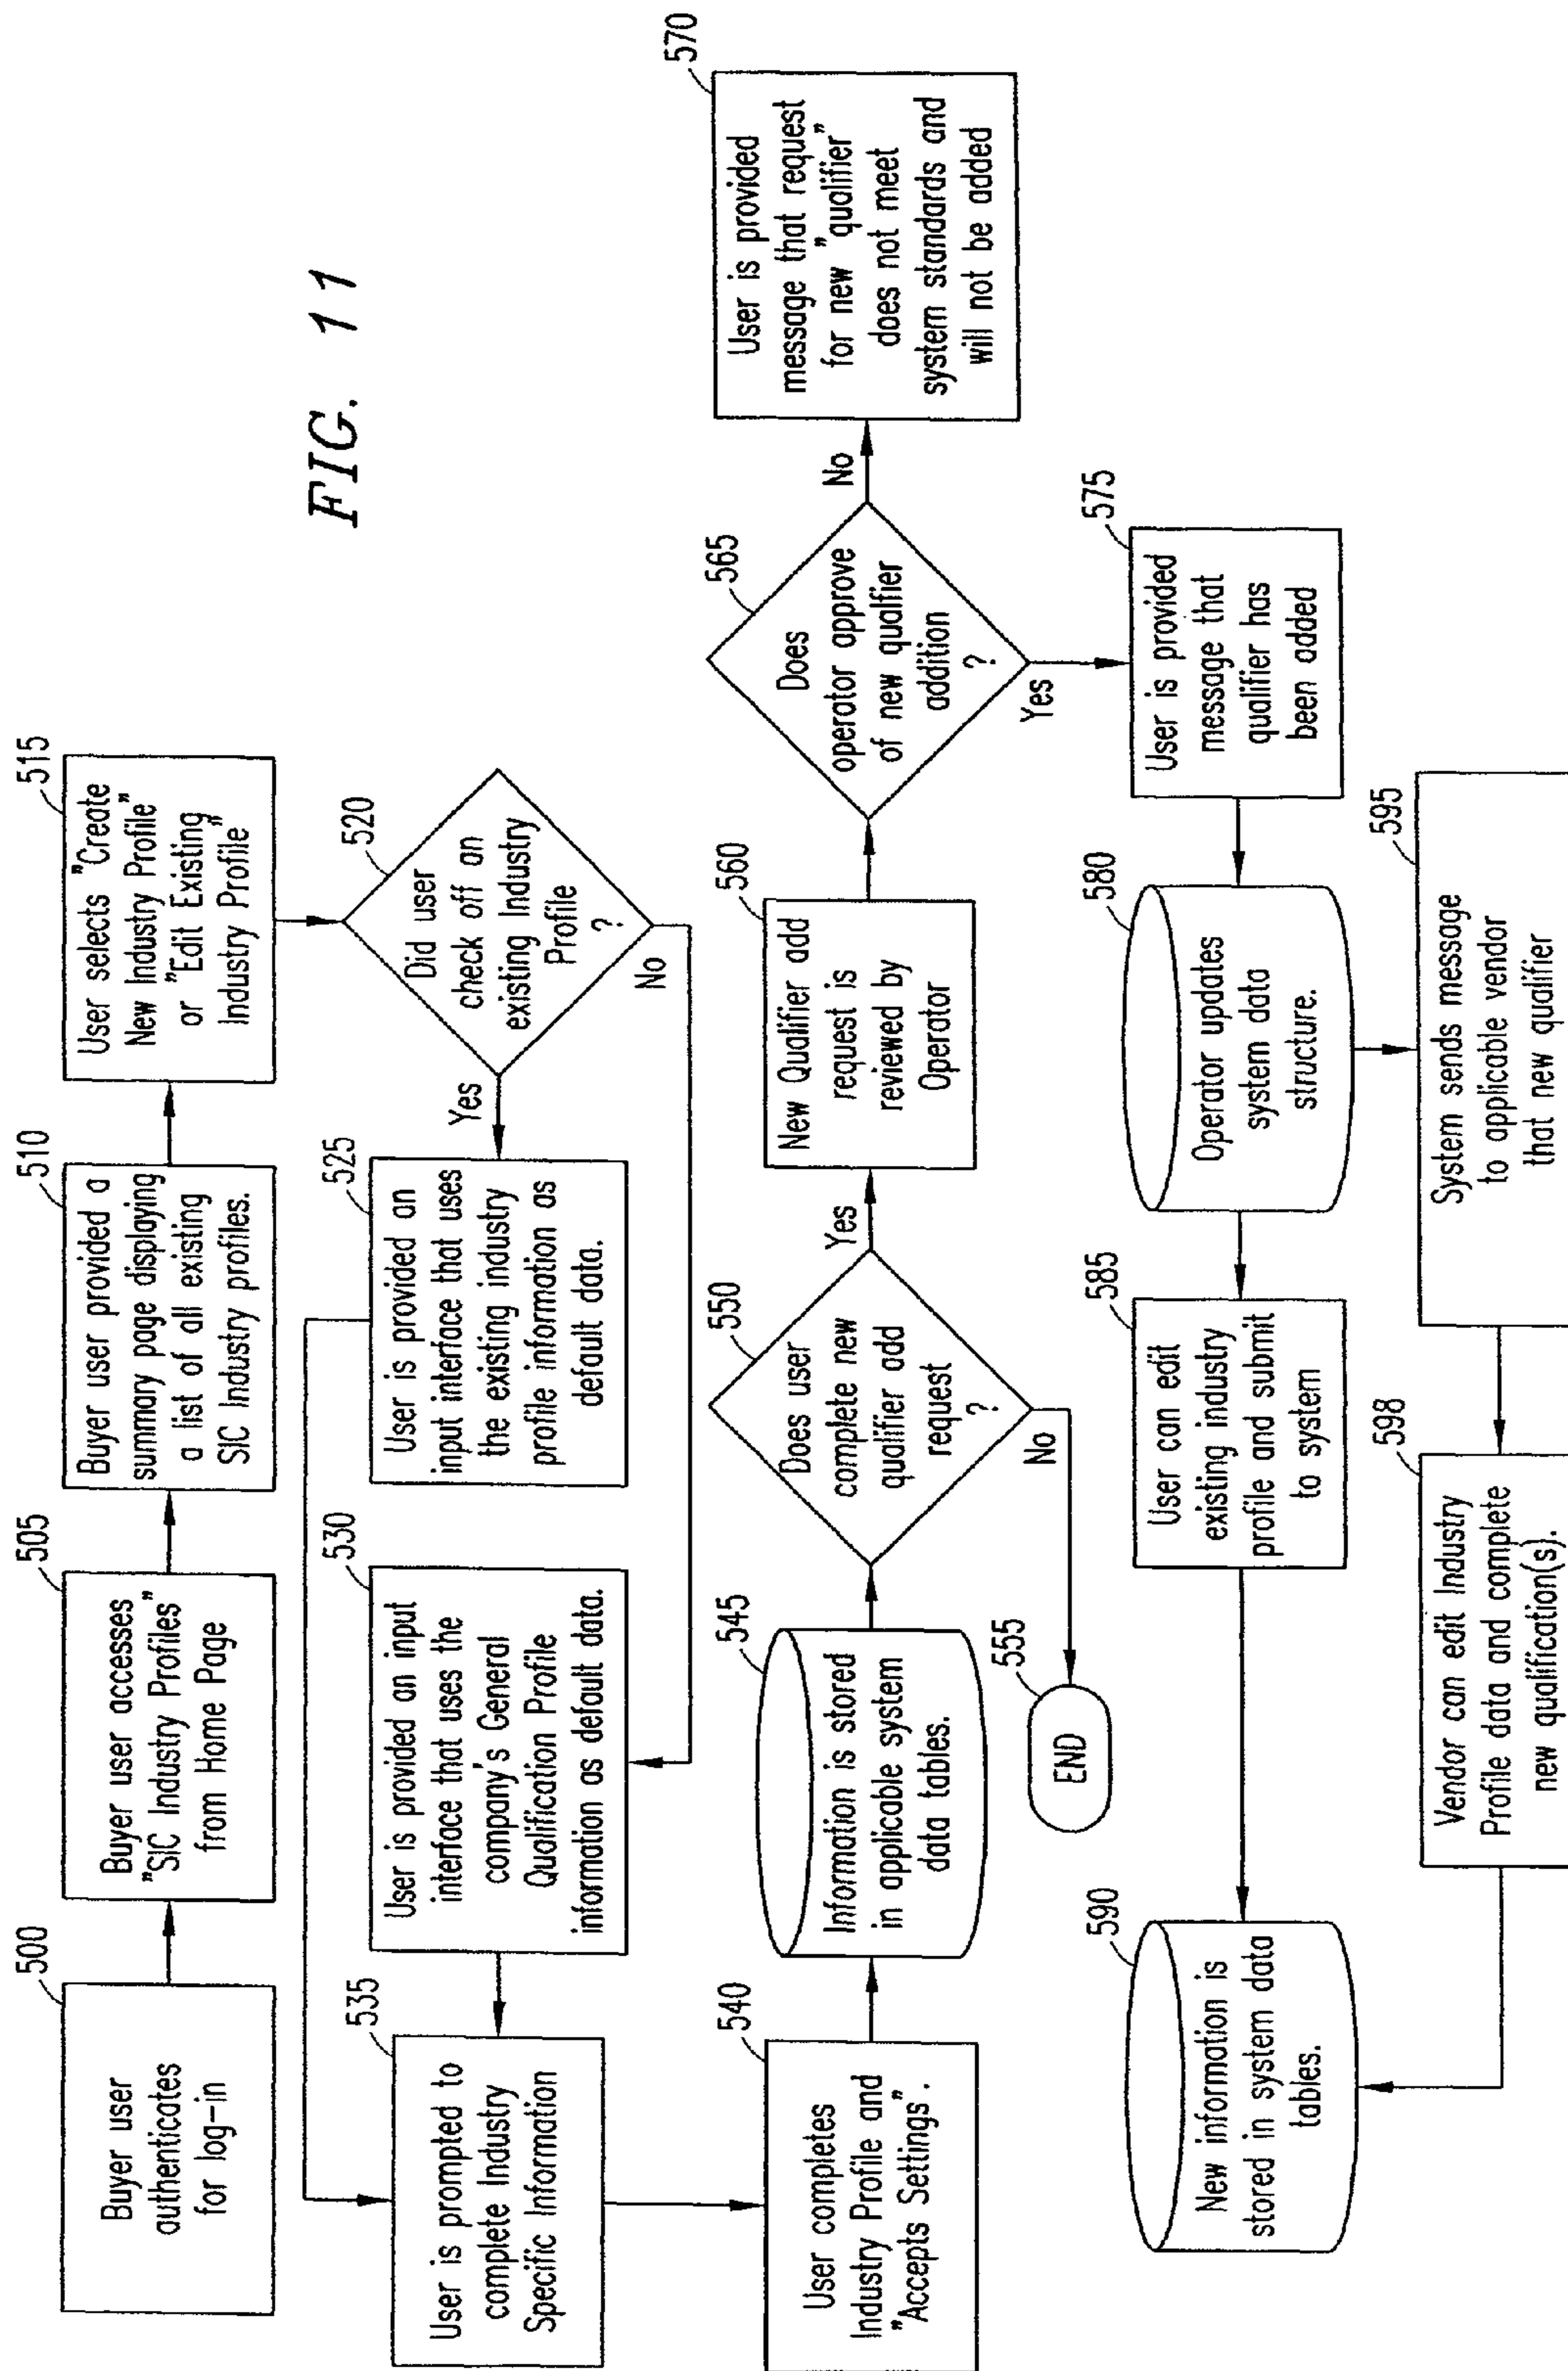 FIG. 11
500
Buyer user
authenticates
for log-in
505
Buyer user accesses
"SIC Industry Profiles"
from Home Page
510
Buyer user provided a
summary page displaying
a list of all existing
SIC Industry profiles.
515
User selects "Create
New Industry Profile"
or "Edit Existing
Industry Profile"
520
Did user
check off an
existing Industry
Profile
?
Yes
No
525
User is provided an
input interface that uses
the existing industry
profile information as
default data.
530
User is provided an input
interface that uses the
company's General
Qualification Profile
information as default data.
535
User is prompted to
complete Industry
Specific Information
540
User completes
Industry Profile and
"Accepts Settings".
545
Information is stored
in applicable system
data tables.
550
Does user
complete new
qualifier add
request
?
Yes
No
555
END
560
New Qualifier add
request is
reviewed by
Operator
565
Does
operator approve
of new qualfier
addition
?
No
Yes
570
User is provided
message that request
for new "qualifier"
does not meet
system standards and
will not be added
575
User is provided
message that
qualifier has
been added
580
Operator updates
system data
structure.
585
User can edit
existing industry
profile and submit
to system
590
New information is
stored in system data
tables.
595
System sends message
to applicable vendor
that new qualifier
598
Vendor can edit Industry
Profile data and complete
new qualification(s).